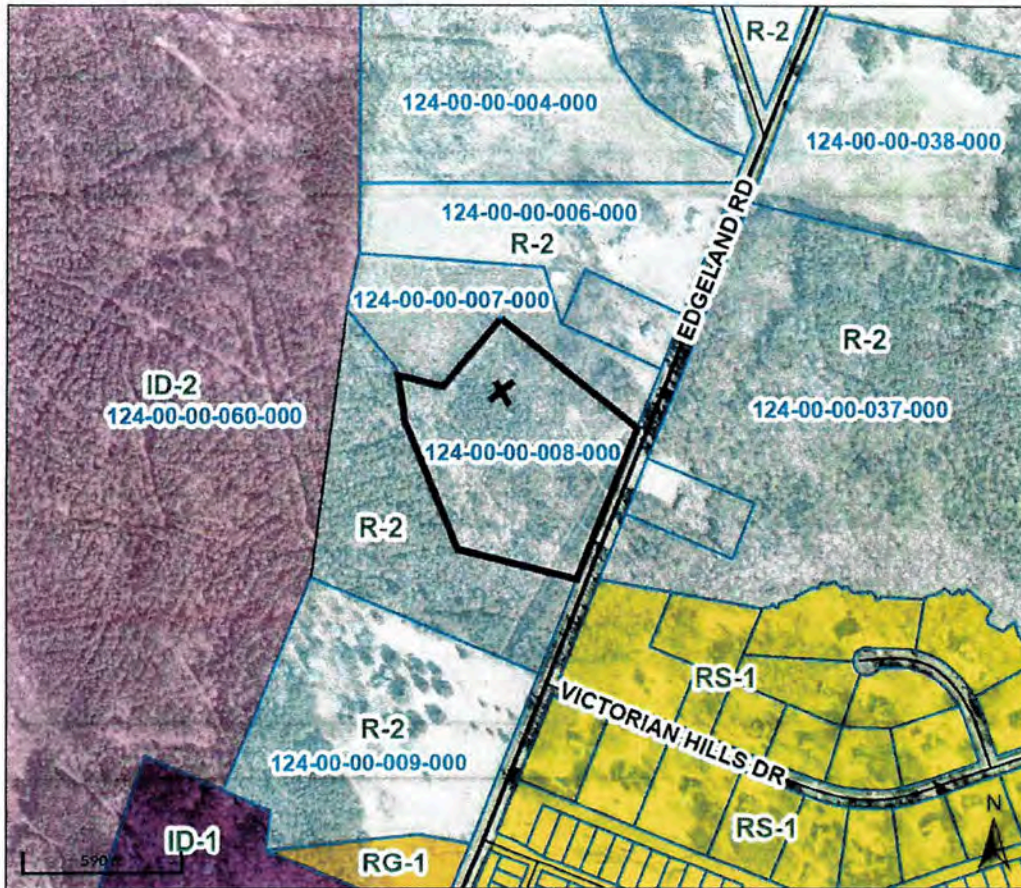 R-2
124-00-00-004-000
124-00-00-038-000
124-00-00-006-000
R-2
EDGELAND RD
124-00-00-007-000
R-2
ID-2
124-00-00-060-000
124-00-00-037-000
X
124-00-00-008-000
R-2
RS-1
VICTORIAN HILLS DR
R-2
124-00-00-009-000
N
RS-1
ID-1
RG-1